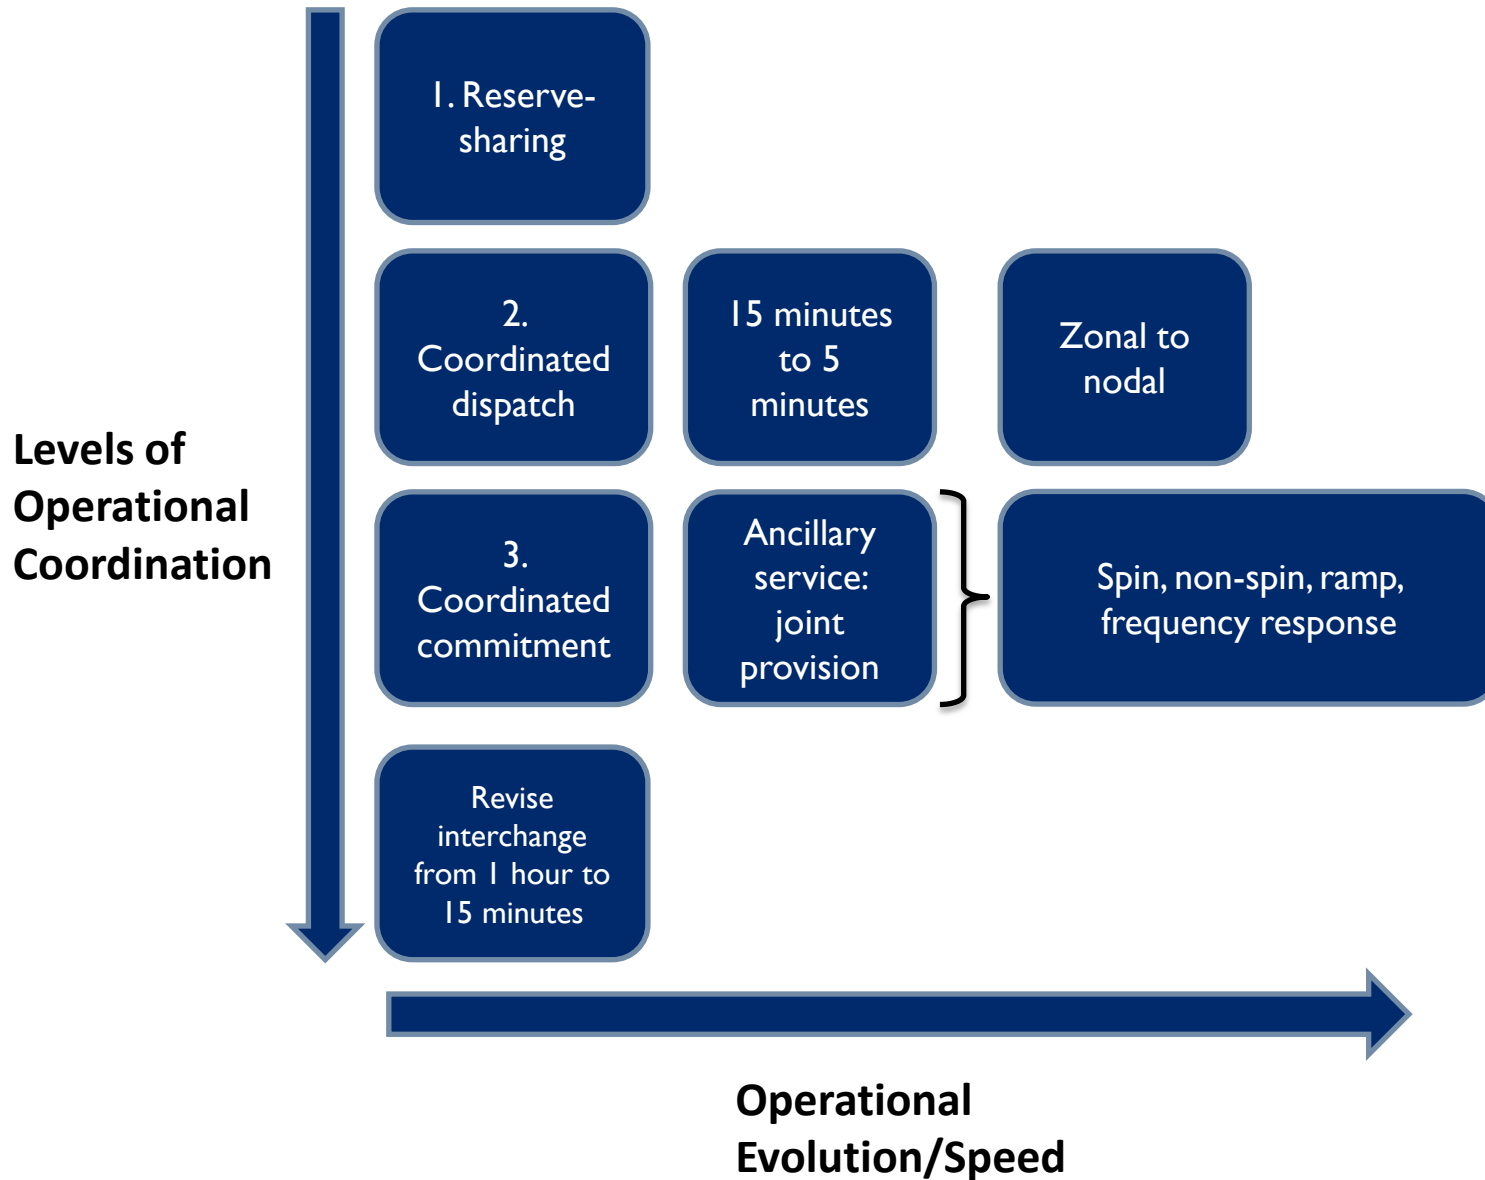 1. Reserve-
sharing
2.
Coordinated
dispatch
15 minutes
to 5
minutes
Zonal to
nodal
Levels of
Operational
Coordination
3.
Coordinated
commitment
Ancillary
service:
joint
provision
Spin, non-spin, ramp,
frequency response
Revise
interchange
from 1 hour to
15 minutes
Operational
Evolution/Speed